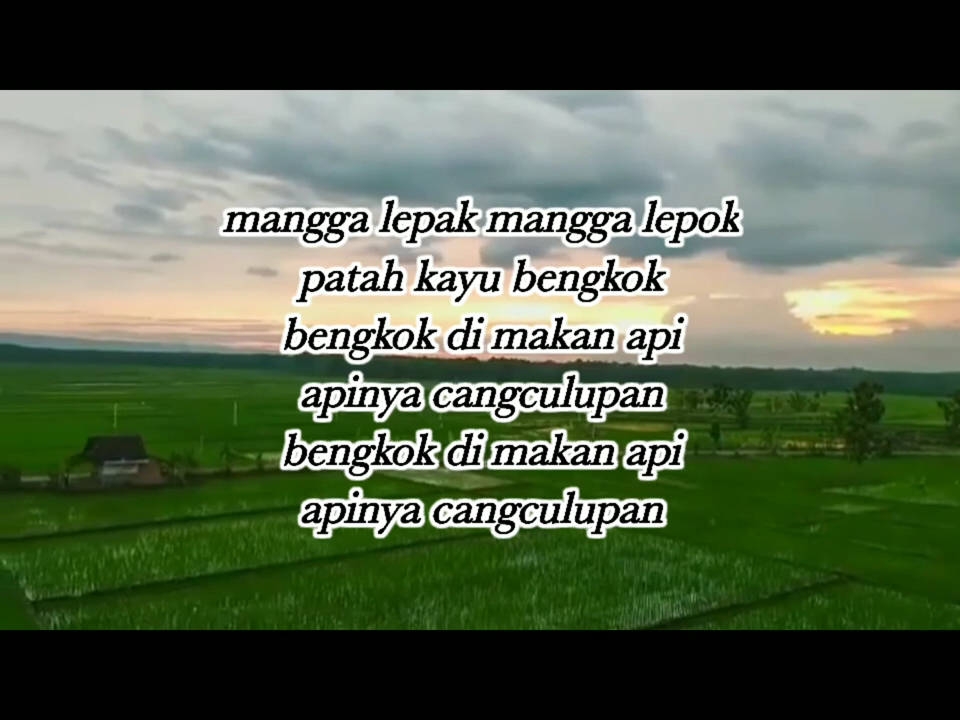 mangga lepak mangga lepok
patah kayu bengkok
bengkok di makan api
apinya cangculupan
bengkok di makan api
apinya cangculupan